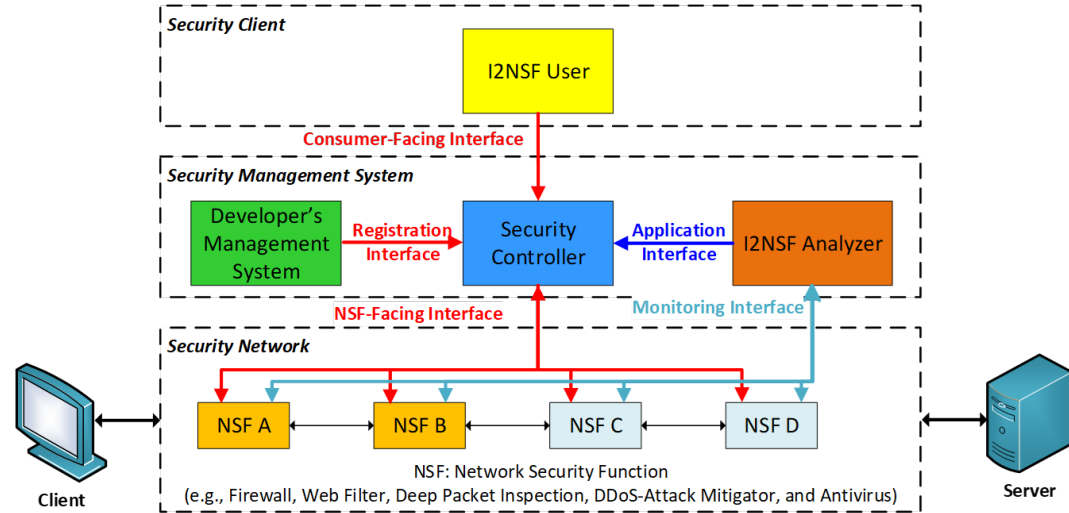 Security Client
I2NSF User
Consumer-Facing Interface
Security Management System
Developer's
Management
System
Registration
Interface
Security
Controller
Application
Interface
I2NSF Analyzer
NSF-Facing Interface
Monitoring Interface
Security Network
NSF A
NSF B
NSF C
NSF D
NSF: Network Security Function
(e.g., Firewall, Web Filter, Deep Packet Inspection, DDoS-Attack Mitigator, and Antivirus)
Client
Server